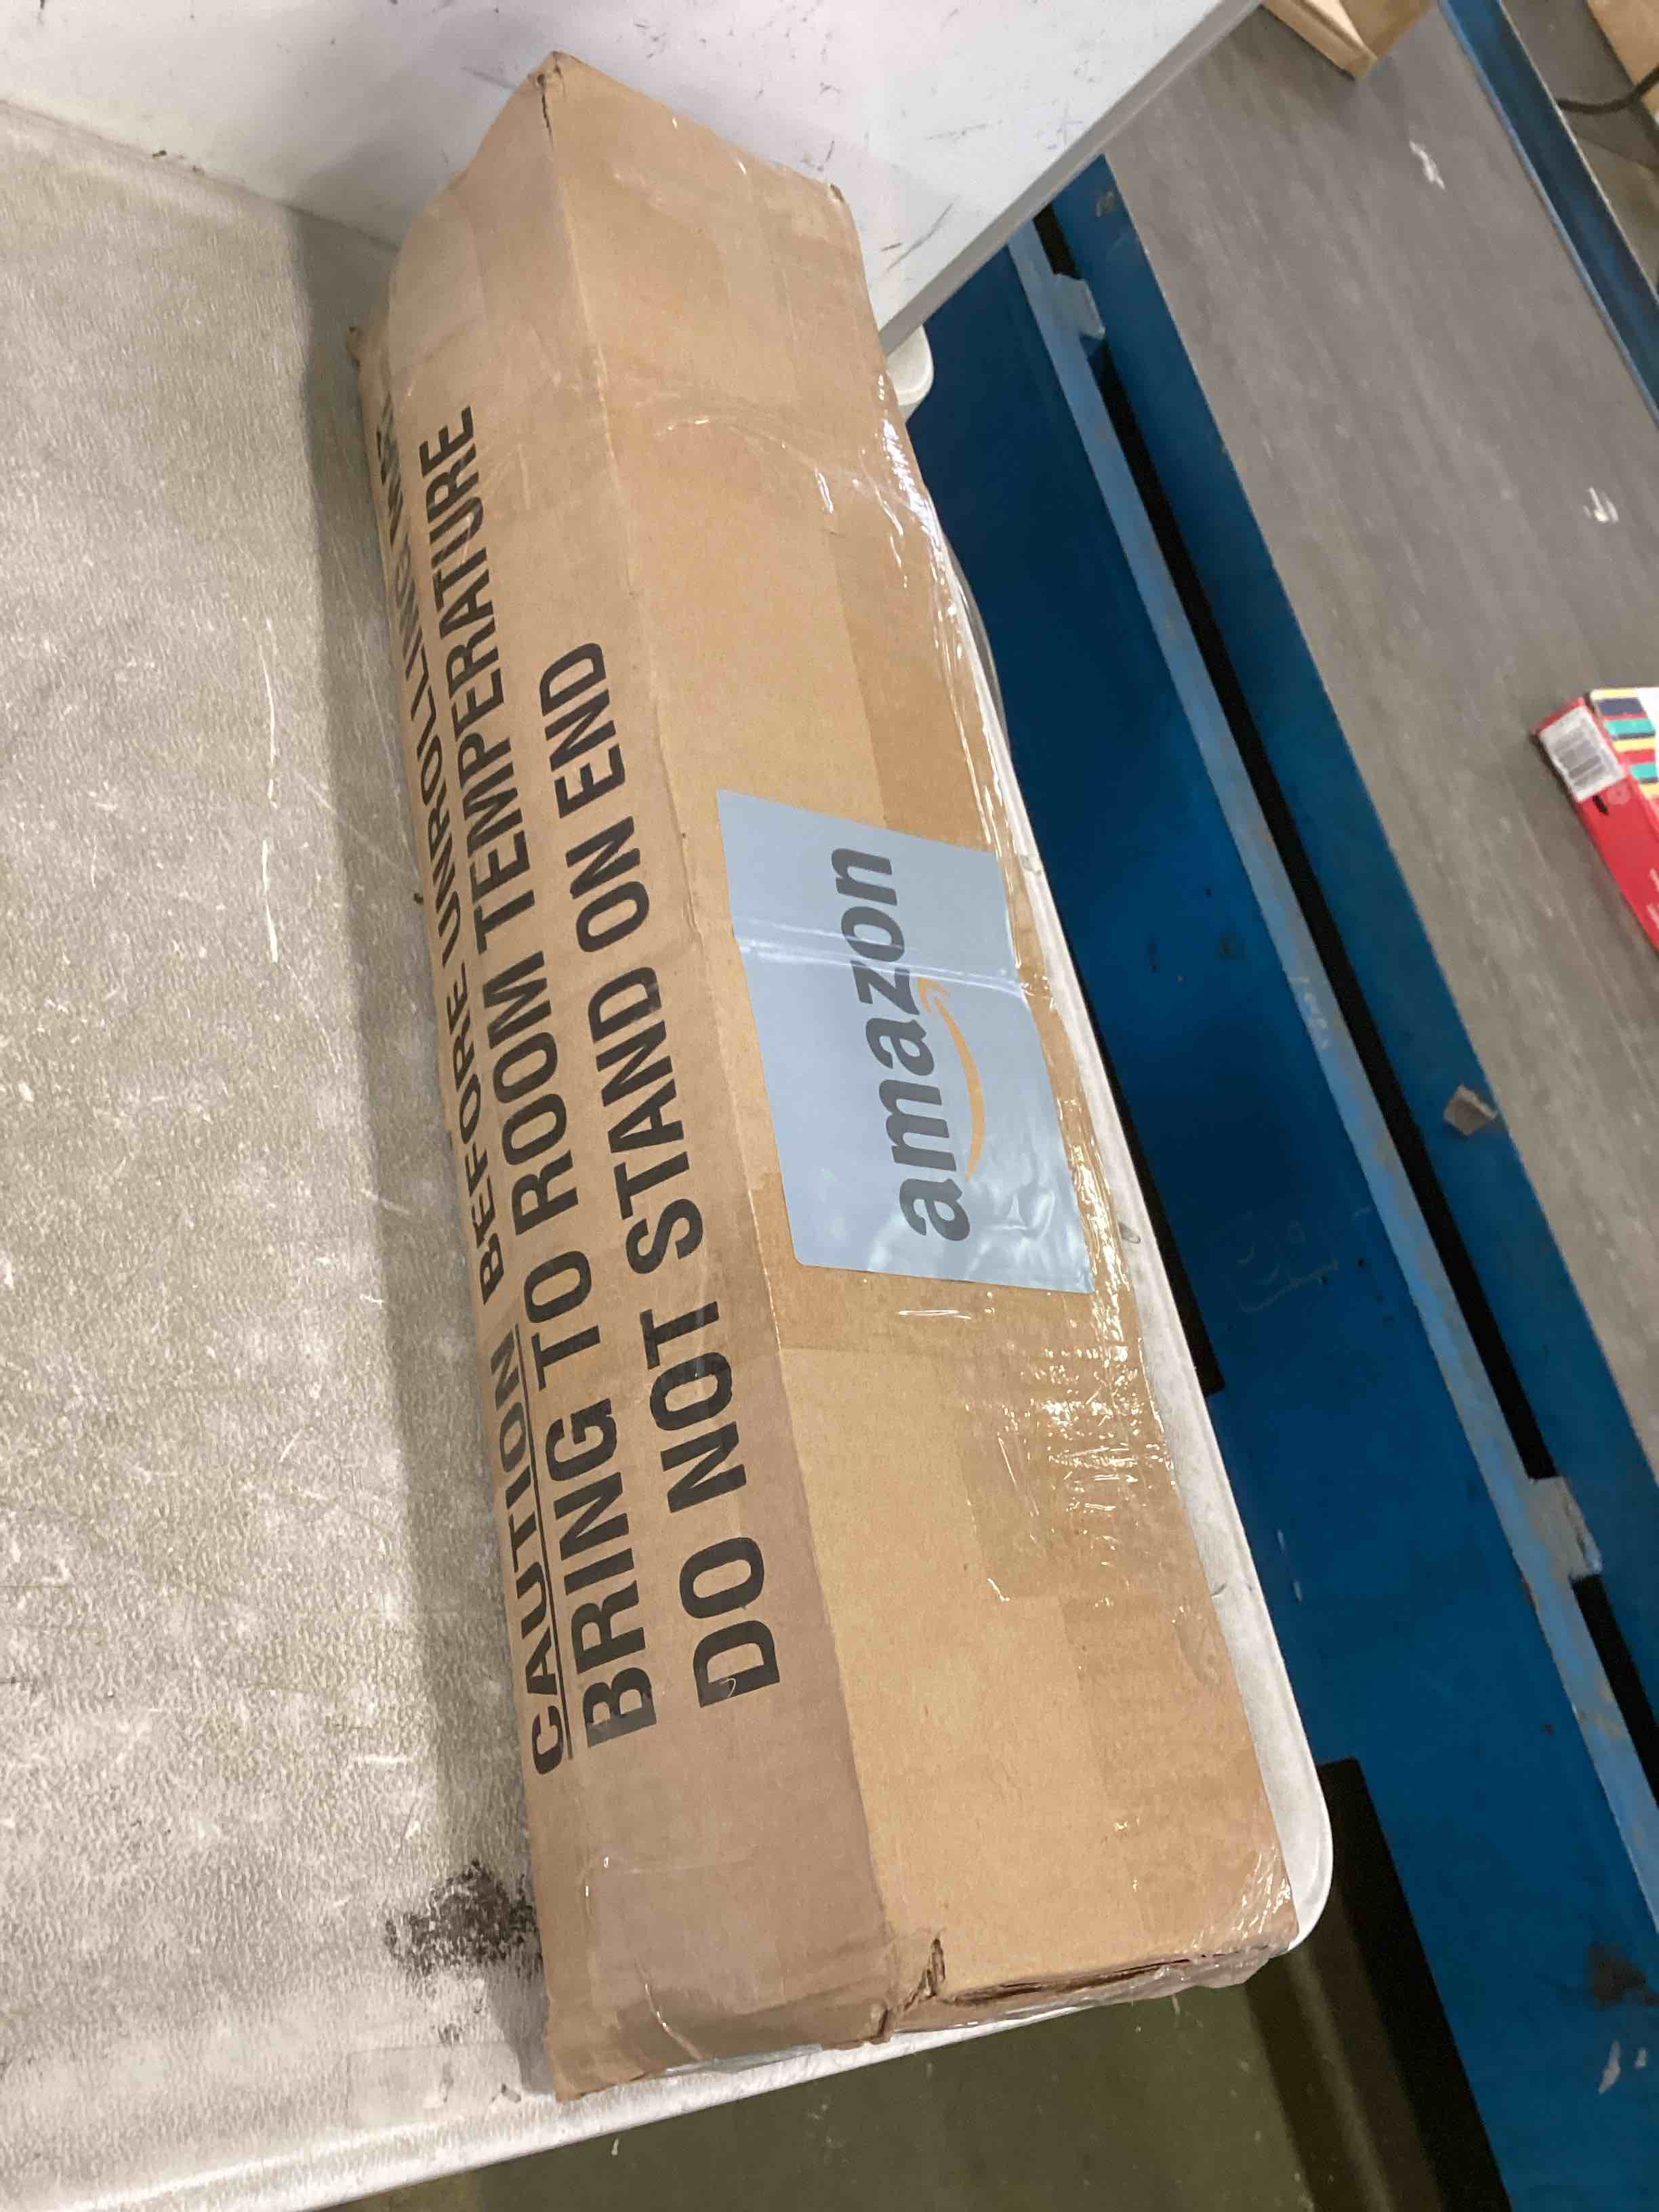 CAUTION BEFORE UNROLLING
BRING TO ROOM TEMPERATURE
DO NOT STAND ON END
amazon